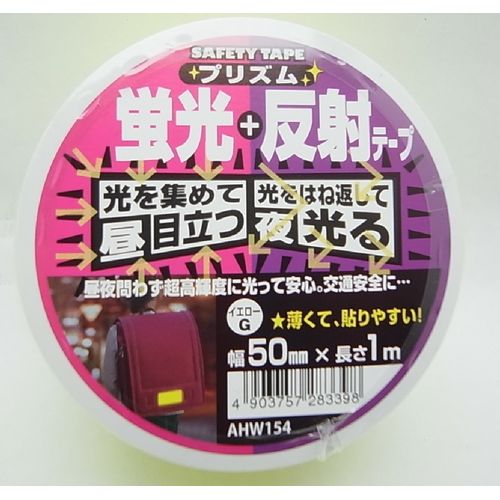 SAFETY TAPE
プリズム
蛍光+反射テープ
光を集めて
昼目立つ
光をはね返して
夜光る
昼夜問わず超高輝度に光って安心。交通安全に…
イエロー
G
★薄くて、貼りやすい!
幅50mm×長さ1m
4 903757 283398
AHW154